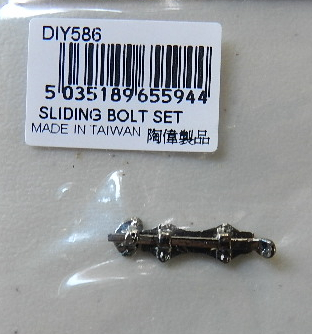 DIY586
5 035189 655944
SLIDING BOLT SET
MADE IN TAIWAN 陶偉製品